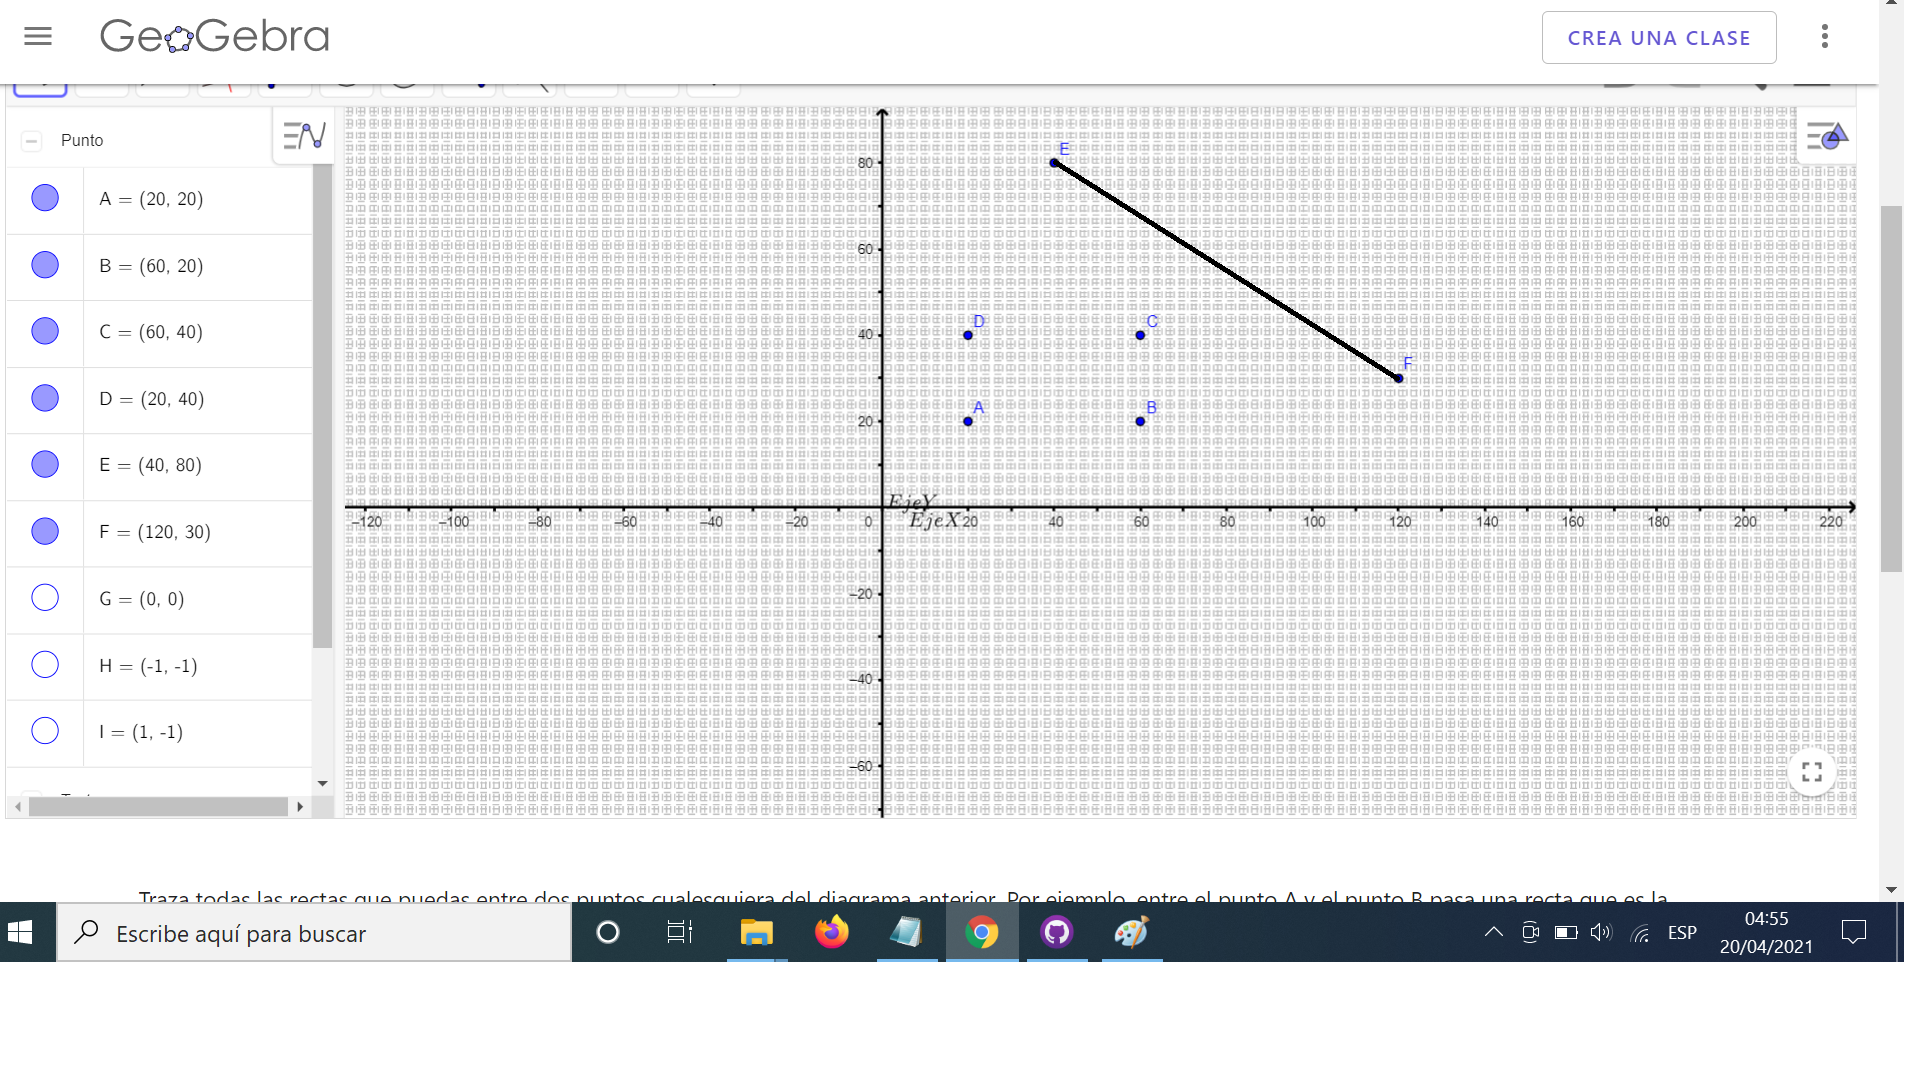 GeoGebra
CREA UNA CLASE
Punto
A = (20, 20)
B = (60, 20)
C = (60, 40)
D = (20, 40)
E = (40, 80)
F = (120, 30)
G = (0, 0)
H = (-1, -1)
I = (1, -1)
E
80
60
D
C
40
F
A
B
20
EjeY
–120 –100 –80 –60 –40 –20 0 EjeX 20 40 60 80 100 120 140 160 180 200 220
–20
–40
–60
Traza todas las rectas que puedas entre dos puntos cualesquiera del diagrama anterior. Por ejemplo, entre el punto A y el punto B pasa una recta que es la
Escribe aquí para buscar
ESP
04:55
20/04/2021